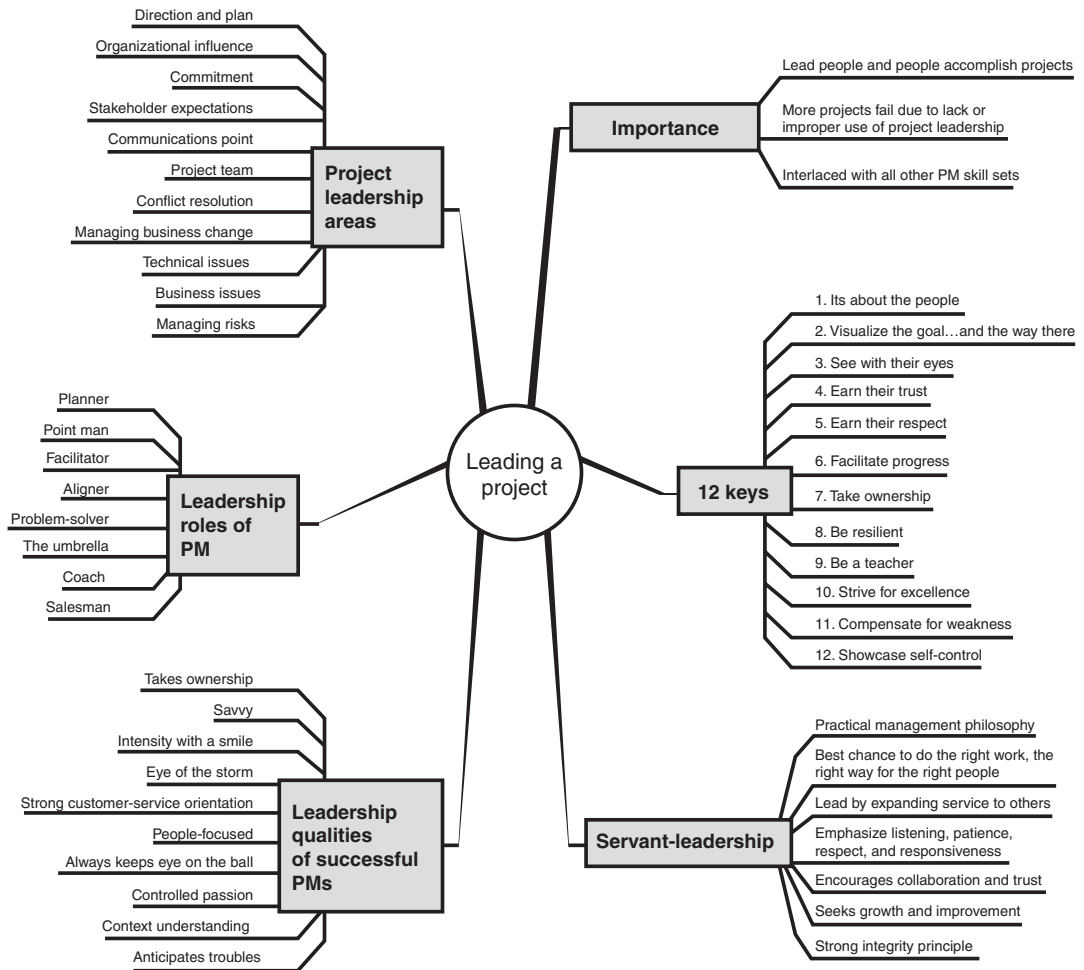 Direction and plan
Organizational influence
Commitment
Stakeholder expectations
Communications point
Project team
Conflict resolution
Managing business change
Technical issues
Business issues
Managing risks
Project
leadership
areas
Planner
Point man
Facilitator
Aligner
Problem-solver
The umbrella
Coach
Salesman
Leadership
roles of
PM
Takes ownership
Savvy
Intensity with a smile
Eye of the storm
Strong customer-service orientation
People-focused
Always keeps eye on the ball
Controlled passion
Context understanding
Anticipates troubles
Leadership
qualities
of successful
PMs
Leading a
project
Importance
Lead people and people accomplish projects
More projects fail due to lack or
improper use of project leadership
Interlaced with all other PM skill sets
12 keys
1. Its about the people
2. Visualize the goal…and the way there
3. See with their eyes
4. Earn their trust
5. Earn their respect
6. Facilitate progress
7. Take ownership
8. Be resilient
9. Be a teacher
10. Strive for excellence
11. Compensate for weakness
12. Showcase self-control
Servant-leadership
Practical management philosophy
Best chance to do the right work, the
right way for the right people
Lead by expanding service to others
Emphasize listening, patience,
respect, and responsiveness
Encourages collaboration and trust
Seeks growth and improvement
Strong integrity principle